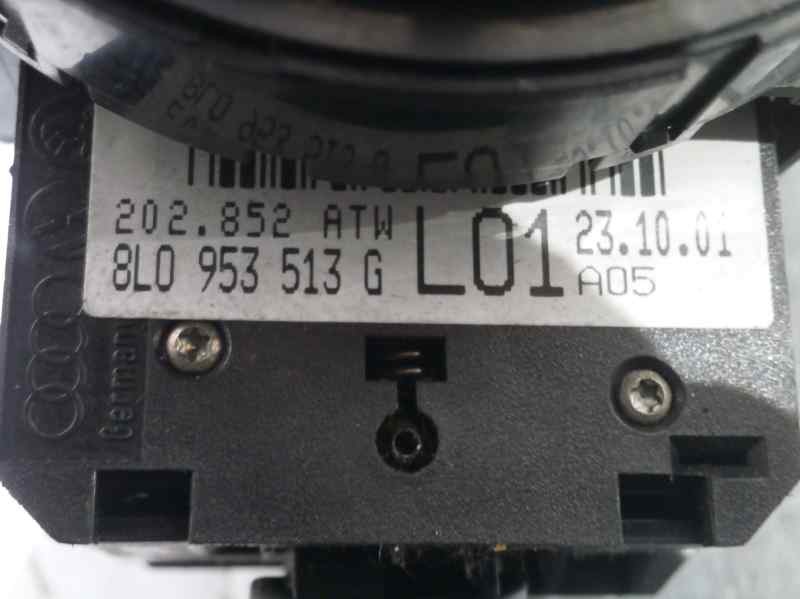 202.852 ATW
8L0 953 513 G
L01
23.10.01
A05
Germany